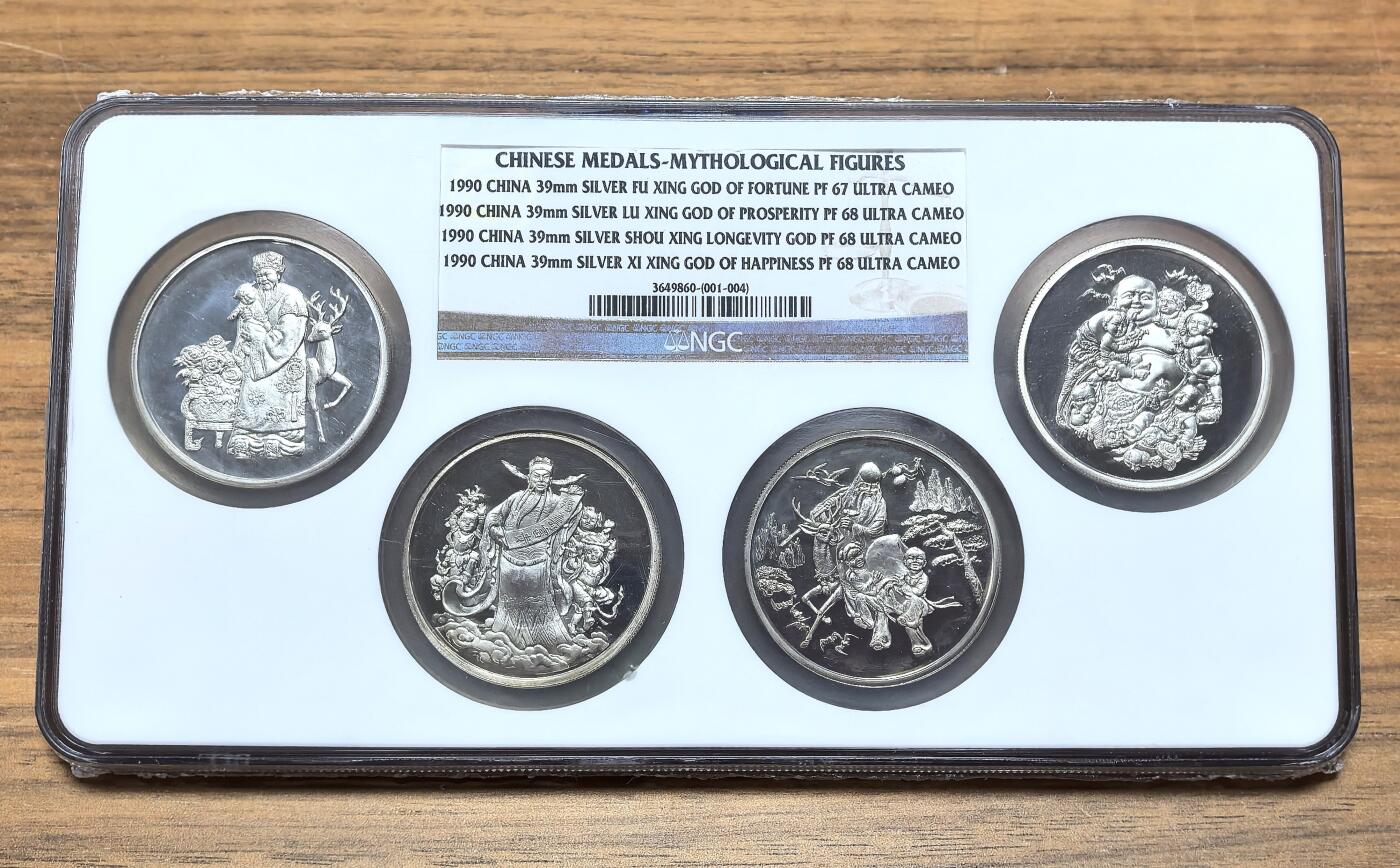 CHINESE MEDALS-MYTHOLOGICAL FIGURES
1990 CHINA 39mm SILVER FU XING GOD OF FORTUNE PF 67 ULTRA CAMEO
1990 CHINA 39mm SILVER LU XING GOD OF PROSPERITY PF 68 ULTRA CAMEO
1990 CHINA 39mm SILVER SHOU XING LONGEVITY GOD PF 68 ULTRA CAMEO
1990 CHINA 39mm SILVER XI XING GOD OF HAPPINESS PF 68 ULTRA CAMEO
3649860-(001-004)
NGC